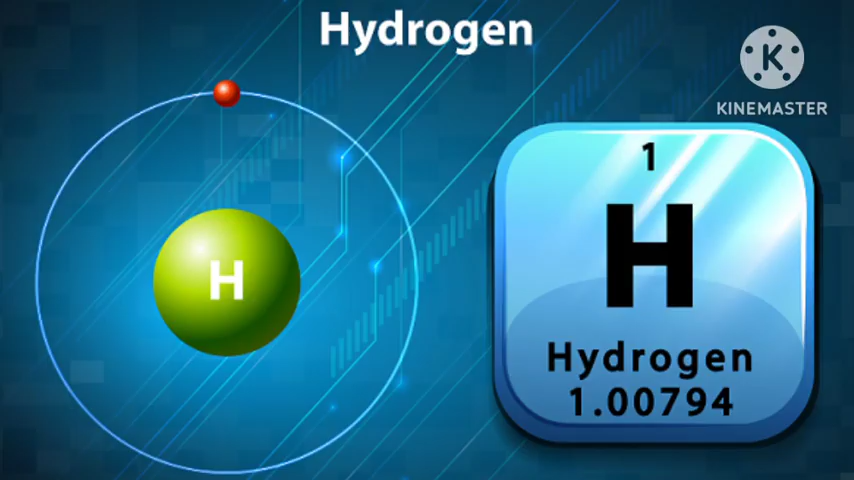 Hydrogen
K
KINEMASTER
1
H
H
Hydrogen
1.00794